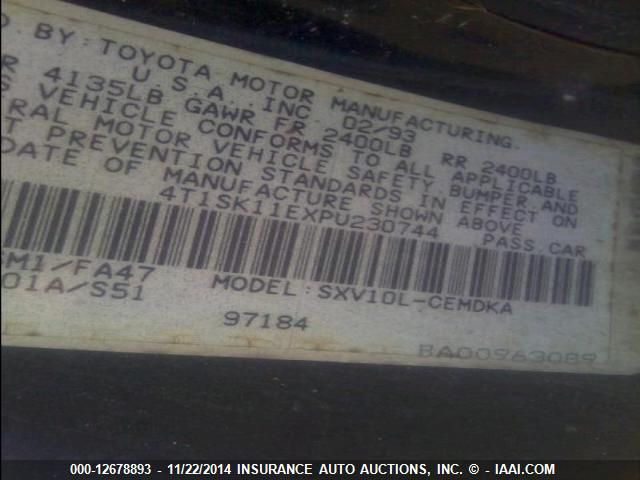 D. BY: TOYOTA MOTOR MANUFACTURING.
U. S. A. INC. 02/93
R 4135LB GAWR FR 2400LB RR 2400LB
S VEHICLE CONFORMS TO ALL APPLICABLE
RAL MOTOR VEHICLE SAFETY, BUMPER, AND
T PREVENTION STANDARDS IN EFFECT ON
DATE OF MANUFACTURE SHOWN ABOVE
4T1SK11EXPU230744 PASS.CAR
M1/FA47 MODEL: SXV10L-CEMDKA
01A/S51
97184
BA00963089
000-12678893 - 11/22/2014 INSURANCE AUTO AUCTIONS, INC. © - IAAI.COM